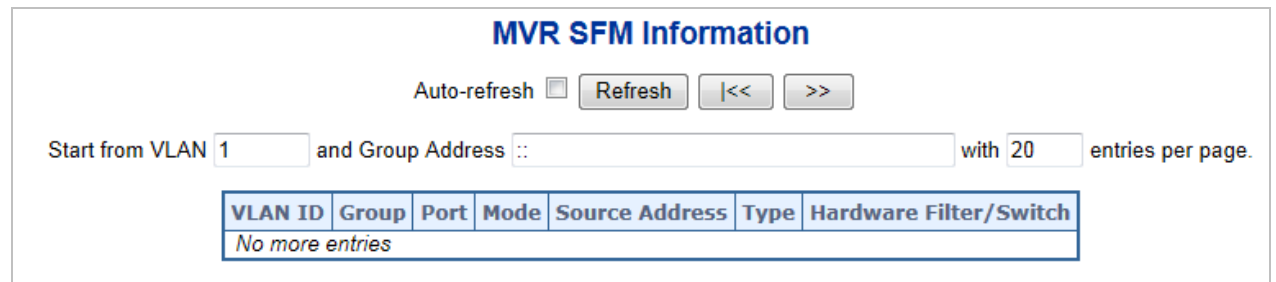 MVR SFM Information
Auto-refresh Refresh |<< >>
Start from VLAN 1 and Group Address :: with 20 entries per page.
VLAN ID Group Port Mode Source Address Type Hardware Filter/Switch
No more entries